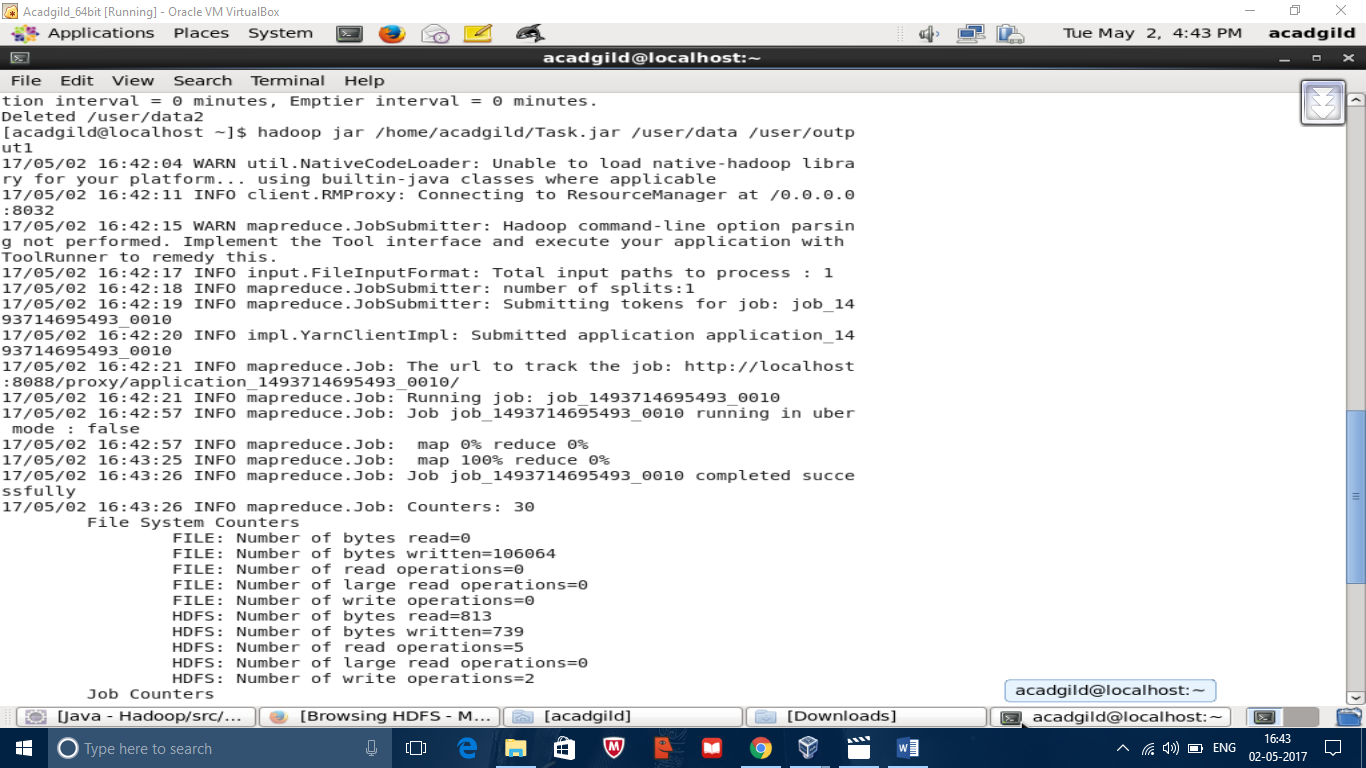 Acadgild_64bit [Running] - Oracle VM VirtualBox
Applications Places System Tue May 2, 4:43 PM acadgild
acadgild@localhost:~
File Edit View Search Terminal Help
tion interval = 0 minutes, Emptier interval = 0 minutes.
Deleted /user/data2
[acadgild@localhost ~]$ hadoop jar /home/acadgild/Task.jar /user/data /user/outp
ut1
17/05/02 16:42:04 WARN util.NativeCodeLoader: Unable to load native-hadoop libra
ry for your platform... using builtin-java classes where applicable
17/05/02 16:42:11 INFO client.RMProxy: Connecting to ResourceManager at /0.0.0.0
:8032
17/05/02 16:42:15 WARN mapreduce.JobSubmitter: Hadoop command-line option parsin
g not performed. Implement the Tool interface and execute your application with
ToolRunner to remedy this.
17/05/02 16:42:17 INFO input.FileInputFormat: Total input paths to process : 1
17/05/02 16:42:18 INFO mapreduce.JobSubmitter: number of splits:1
17/05/02 16:42:19 INFO mapreduce.JobSubmitter: Submitting tokens for job: job_14
93714695493_0010
17/05/02 16:42:20 INFO impl.YarnClientImpl: Submitted application application_14
93714695493_0010
17/05/02 16:42:21 INFO mapreduce.Job: The url to track the job: http://localhost
:8088/proxy/application_1493714695493_0010/
17/05/02 16:42:21 INFO mapreduce.Job: Running job: job_1493714695493_0010
17/05/02 16:42:57 INFO mapreduce.Job: Job job_1493714695493_0010 running in uber
mode : false
17/05/02 16:42:57 INFO mapreduce.Job:  map 0% reduce 0%
17/05/02 16:43:25 INFO mapreduce.Job:  map 100% reduce 0%
17/05/02 16:43:26 INFO mapreduce.Job: Job job_1493714695493_0010 completed succe
ssfully
17/05/02 16:43:26 INFO mapreduce.Job: Counters: 30
File System Counters
FILE: Number of bytes read=0
FILE: Number of bytes written=106064
FILE: Number of read operations=0
FILE: Number of large read operations=0
FILE: Number of write operations=0
HDFS: Number of bytes read=813
HDFS: Number of bytes written=739
HDFS: Number of read operations=5
HDFS: Number of large read operations=0
HDFS: Number of write operations=2
Job Counters
acadgild@localhost:~
[Java - Hadoop/src/... [Browsing HDFS - M... [acadgild] [Downloads] acadgild@localhost:~
Type here to search ENG 16:43
02-05-2017